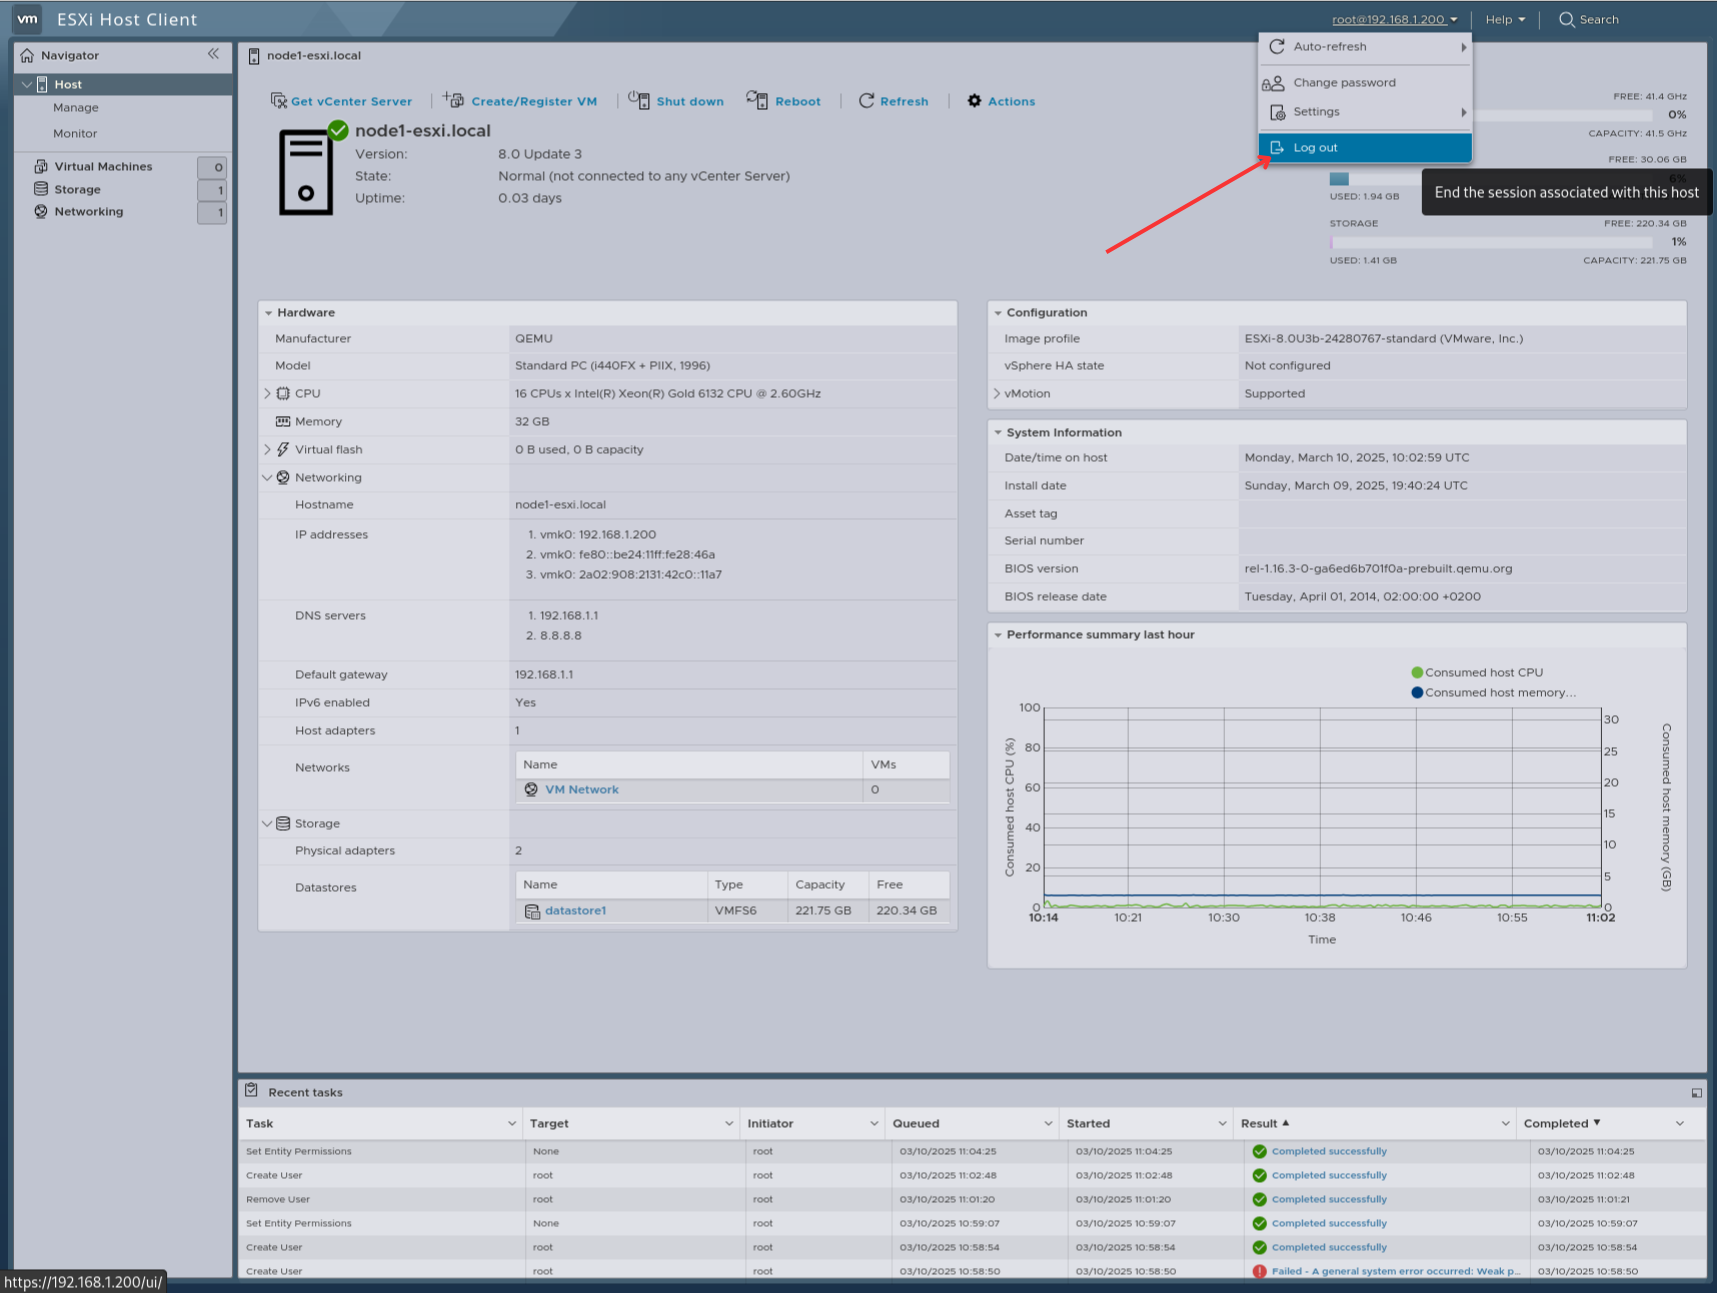 vm ESXi Host Client root@192.168.1.200 Help Search
Navigator
Host
Manage
Monitor
Virtual Machines 0
Storage 1
Networking 1
node1-esxi.local
Get vCenter Server Create/Register VM Shut down Reboot Refresh Actions
node1-esxi.local
Version: 8.0 Update 3
State: Normal (not connected to any vCenter Server)
Uptime: 0.03 days
Auto-refresh
Change password
Settings
Log out
End the session associated with this host
FREE: 41.4 GHz
0%
CAPACITY: 41.5 GHz
FREE: 30.06 GB
6%
USED: 1.94 GB
STORAGE FREE: 220.34 GB
1%
USED: 1.41 GB CAPACITY: 221.75 GB
Hardware
Manufacturer QEMU
Model Standard PC (i440FX + PIIX, 1996)
CPU 16 CPUs x Intel(R) Xeon(R) Gold 6132 CPU @ 2.60GHz
Memory 32 GB
Virtual flash 0 B used, 0 B capacity
Networking
Hostname node1-esxi.local
IP addresses 1. vmk0: 192.168.1.200
2. vmk0: fe80::be24:11ff:fe28:46a
3. vmk0: 2a02:908:2131:42c0::11a7
DNS servers 1. 192.168.1.1
2. 8.8.8.8
Default gateway 192.168.1.1
IPv6 enabled Yes
Host adapters 1
Networks Name VMs
VM Network 0
Storage
Physical adapters 2
Datastores Name Type Capacity Free
datastore1 VMFS6 221.75 GB 220.34 GB
Configuration
Image profile ESXi-8.0U3b-24280767-standard (VMware, Inc.)
vSphere HA state Not configured
vMotion Supported
System Information
Date/time on host Monday, March 10, 2025, 10:02:59 UTC
Install date Sunday, March 09, 2025, 19:40:24 UTC
Asset tag
Serial number
BIOS version rel-1.16.3-0-ga6ed6b701f0a-prebuilt.qemu.org
BIOS release date Tuesday, April 01, 2014, 02:00:00 +0200
Performance summary last hour
Consumed host CPU
Consumed host memory...
Consumed host CPU (%)
100
80
60
40
20
0
30
25
20
15
10
5
0
Consumed host memory (GB)
10:14 10:21 10:30 10:38 10:46 10:55 11:02
Time
Recent tasks
Task Target Initiator Queued Started Result Completed
Set Entity Permissions None root 03/10/2025 11:04:25 03/10/2025 11:04:25 Completed successfully 03/10/2025 11:04:25
Create User root root 03/10/2025 11:02:48 03/10/2025 11:02:48 Completed successfully 03/10/2025 11:02:48
Remove User root root 03/10/2025 11:01:20 03/10/2025 11:01:20 Completed successfully 03/10/2025 11:01:21
Set Entity Permissions None root 03/10/2025 10:59:07 03/10/2025 10:59:07 Completed successfully 03/10/2025 10:59:07
Create User root root 03/10/2025 10:58:54 03/10/2025 10:58:54 Completed successfully 03/10/2025 10:58:54
Create User root root 03/10/2025 10:58:50 03/10/2025 10:58:50 Failed - A general system error occurred: Weak p... 03/10/2025 10:58:50
https://192.168.1.200/ui/